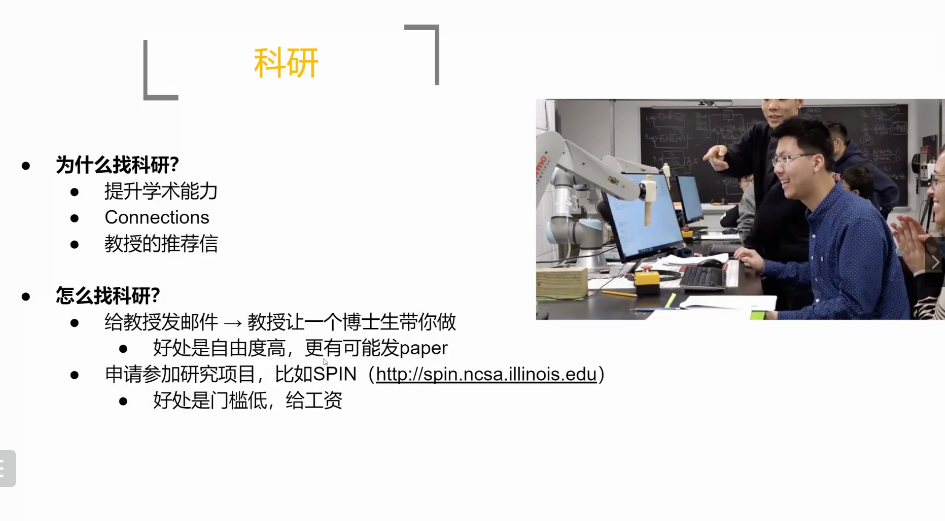 科研
● 为什么找科研？
● 提升学术能力
● Connections
● 教授的推荐信
● 怎么找科研？
● 给教授发邮件 → 教授让一个博士生带你做
● 好处是自由度高，更有可能发paper
● 申请参加研究项目，比如SPIN（http://spin.ncsa.illinois.edu）
● 好处是门槛低，给工资